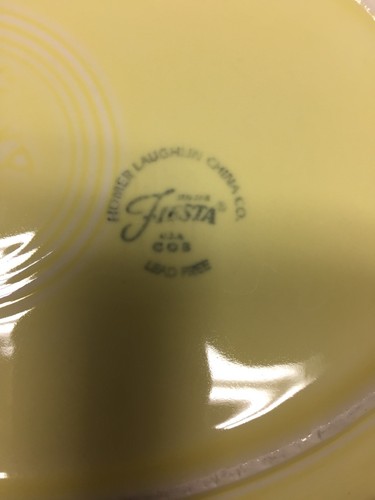 HOMER LAUGHLIN CHINA CO.
Fiesta®
U.S.A
LEAD FREE